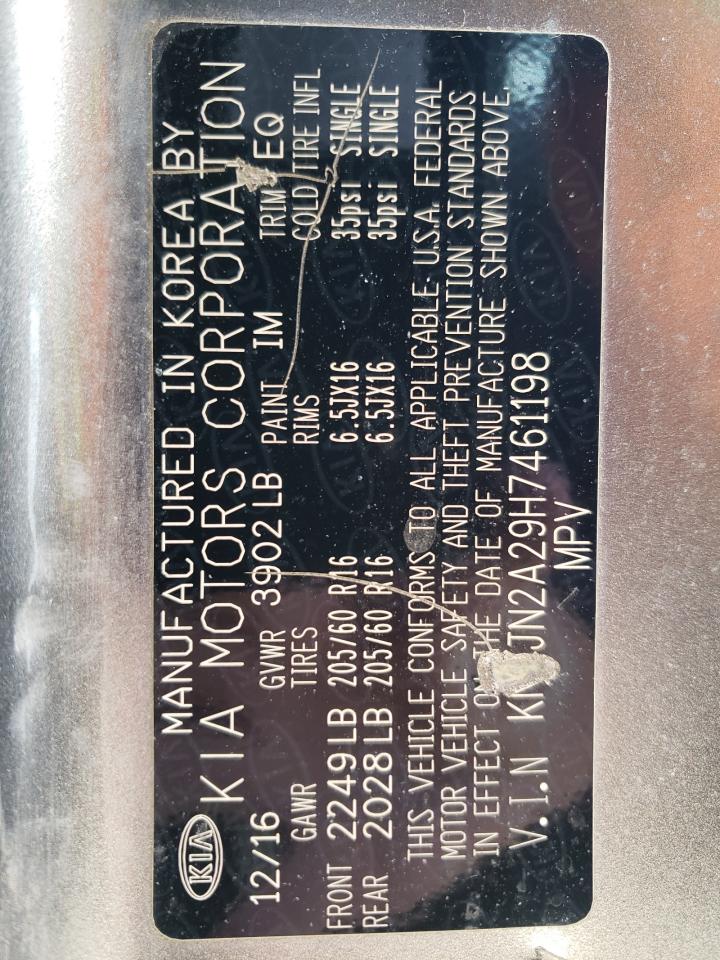 KIA
MANUFACTURED IN KOREA BY
KIA MOTORS CORPORATION
12/16 GVWR 3902 LB PAINT IM TRIM EQ
GAWR TIRES RIMS COLD TIRE INFL
FRONT 2249 LB 205/60 R16 6.5JX16 35psi SINGLE
REAR 2028 LB 205/60 R16 6.5JX16 35psi SINGLE
THIS VEHICLE CONFORMS TO ALL APPLICABLE U.S.A. FEDERAL
MOTOR VEHICLE SAFETY AND THEFT PREVENTION STANDARDS
IN EFFECT ON THE DATE OF MANUFACTURE SHOWN ABOVE.
V.I.N JN2A29H7461198
MPV